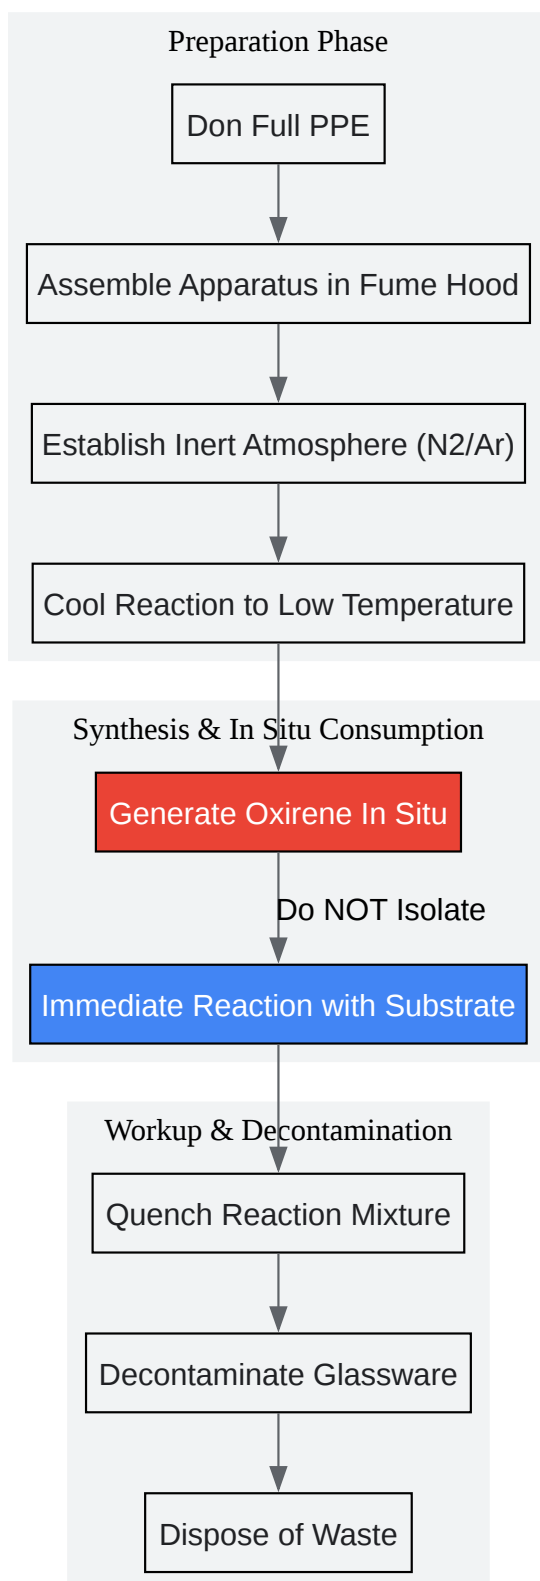 Preparation Phase
Don Full PPE
Assemble Apparatus in Fume Hood
Establish Inert Atmosphere (N2/Ar)
Cool Reaction to Low Temperature
Synthesis & In Situ Consumption
Generate Oxirene In Situ
Do NOT Isolate
Immediate Reaction with Substrate
Workup & Decontamination
Quench Reaction Mixture
Decontaminate Glassware
Dispose of Waste